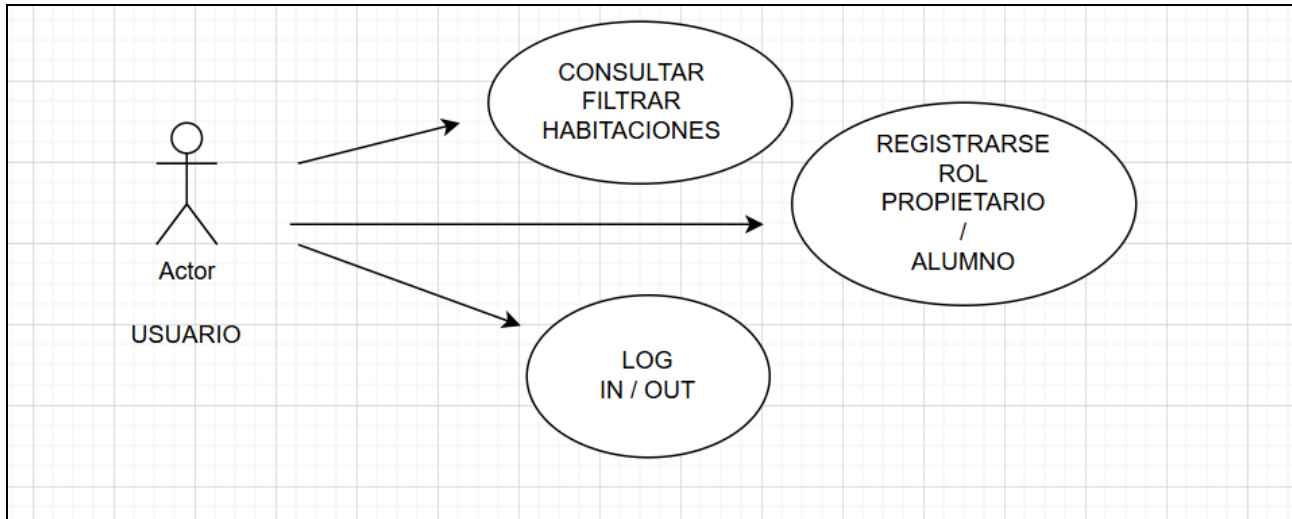 CONSULTAR
FILTRAR
HABITACIONES
REGISTRARSE
ROL
PROPIETARIO
/
ALUMNO
Actor
USUARIO
LOG
IN / OUT